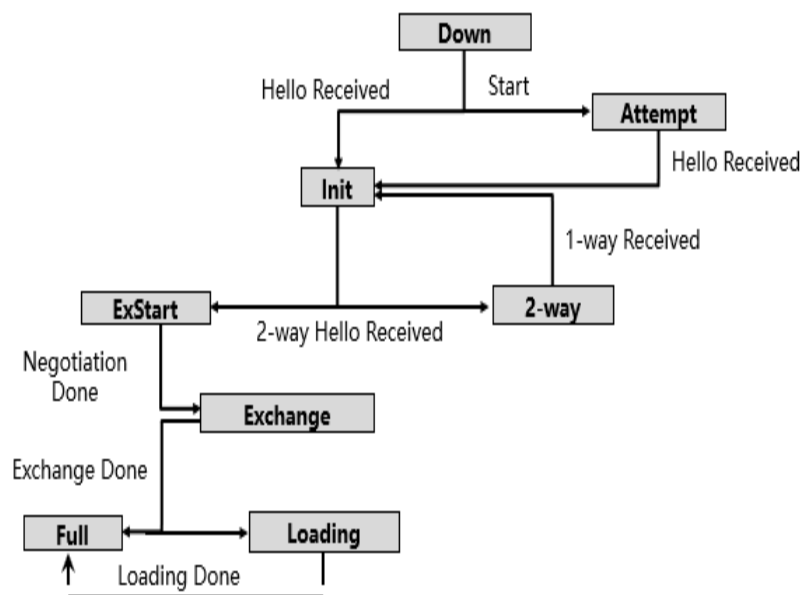 Down
Hello Received
Start
Attempt
Hello Received
Init
1-way Received
ExStart
2-way
2-way Hello Received
Negotiation
Done
Exchange
Exchange Done
Full
Loading
Loading Done